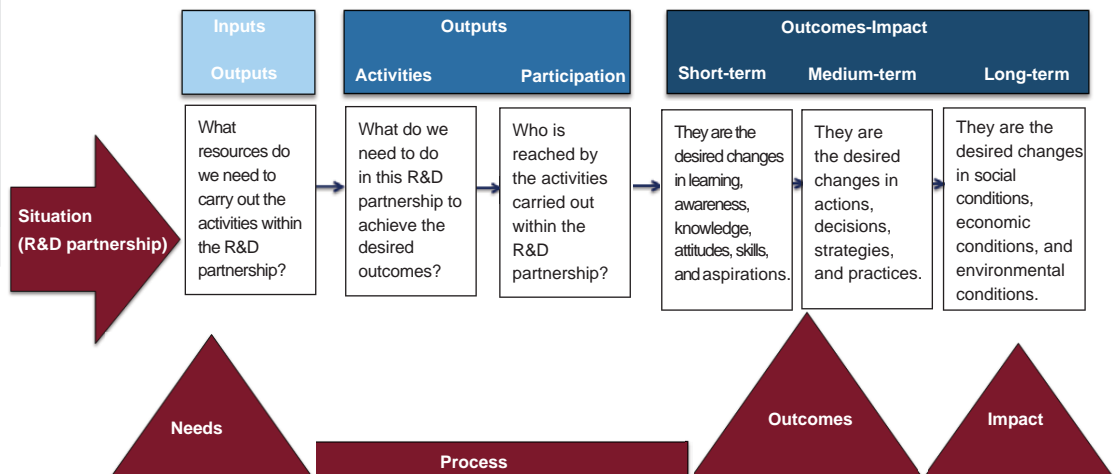 Inputs
Outputs
Outputs
Activities
Participation
Outcomes-Impact
Short-term
Medium-term
Long-term
Situation
(R&D partnership)
What
resources do
we need to
carry out the
activities within
the R&D
partnership?
What do we
need to do
in this R&D
partnership to
achieve the
desired
outcomes?
Who is
reached by
the activities
carried out
within the
R&D
partnership?
They are the
desired changes
in learning,
awareness,
knowledge,
attitudes, skills,
and aspirations.
They are
the desired
changes in
actions,
decisions,
strategies,
and practices.
They are the
desired changes
in social
conditions,
economic
conditions, and
environmental
conditions.
Needs
Process
Outcomes
Impact